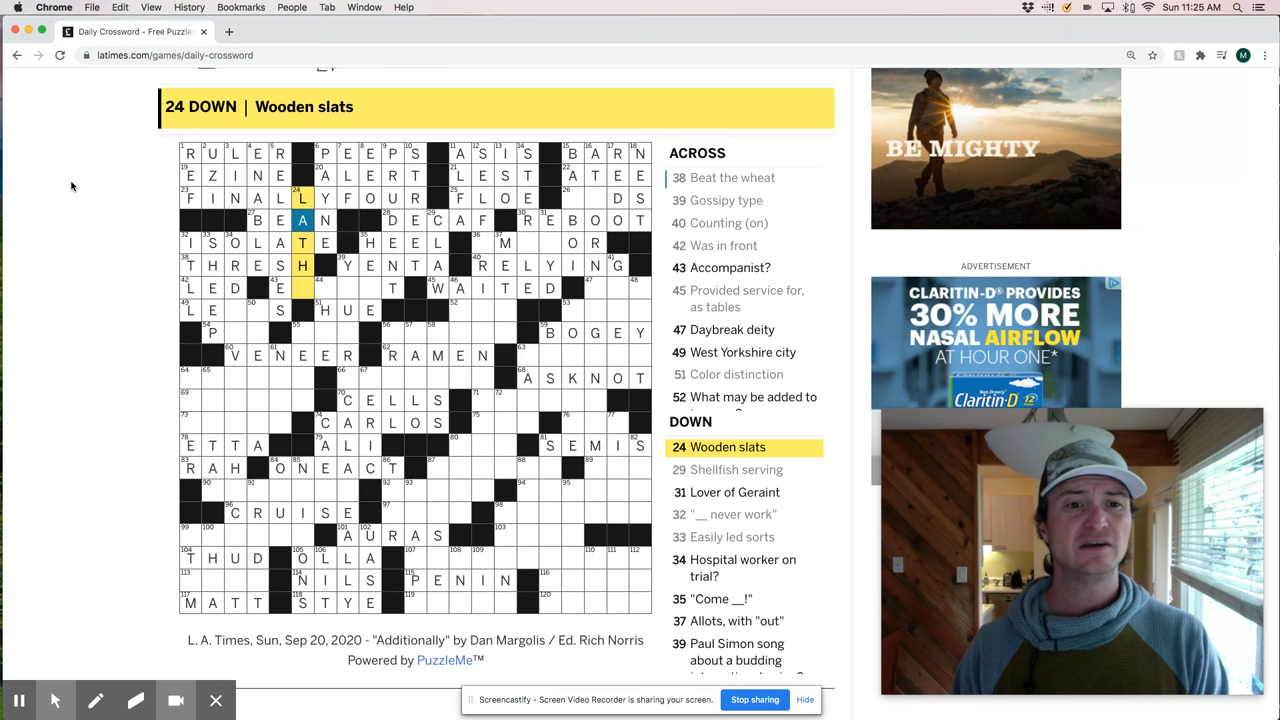 Chrome File Edit View History Bookmarks People Tab Window Help Sun 11:25 AM
Daily Crossword - Free Puzzle
latimes.com/games/daily-crossword
M
24 DOWN | Wooden slats
R U L E R P E E P S A S I S B A R N
E Z I N E A L E R T L E S T A T E E
F I N A L L Y F O U R F L O E D S
B E A N D E C A F R E B O O T
I S O L A T E H E E L M O R
T H R E S H Y E N T A R E L Y I N G
L E D E T W A I T E D
L E S H U E
P B O G E Y
V E N E E R R A M E N
A S K N O T
C E L L S
C A R L O S
E T T A A L I S E M I S
R A H O N E A C T
C R U I S E
A U R A S
T H U D O L L A
N I L S P E N I N
M A T T S T Y E
L. A. Times, Sun, Sep 20, 2020 - "Additionally" by Dan Margolis / Ed. Rich Norris
Powered by PuzzleMe™
ACROSS
38 Beat the wheat
39 Gossipy type
40 Counting (on)
42 Was in front
43 Accompanist?
45 Provided service for,
as tables
47 Daybreak deity
49 West Yorkshire city
51 Color distinction
52 What may be added to
DOWN
24 Wooden slats
29 Shellfish serving
31 Lover of Geraint
32 "__ never work"
33 Easily led sorts
34 Hospital worker on
trial?
35 "Come __!"
37 Allots, with "out"
39 Paul Simon song
about a budding
BE MIGHTY
ADVERTISEMENT
CLARITIN-D® PROVIDES
30% MORE
NASAL AIRFLOW
AT HOUR ONE*
Claritin-D 12
Screencastify - Screen Video Recorder is sharing your screen. Stop sharing Hide